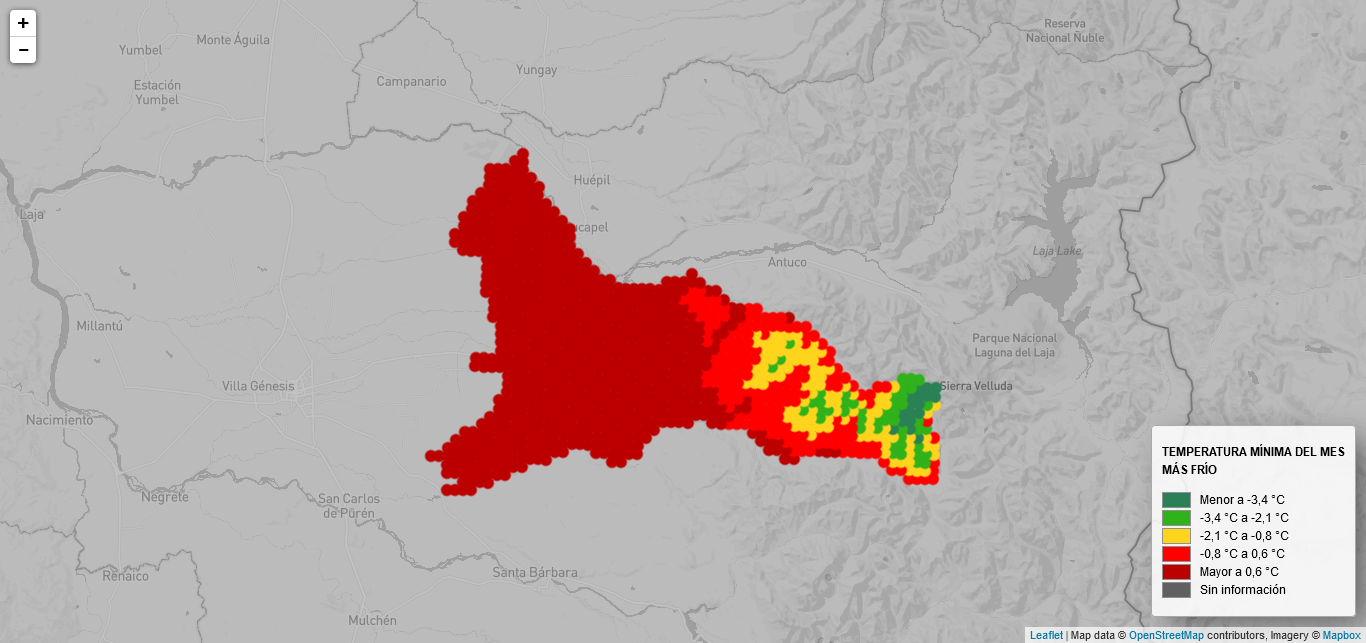 +
−
Reserva
Nacional Ñuble
Monte Águila
Yumbel
Yungay
Campanario
Estación
Yumbel
Huépil
Laja
ucapel
Laja Lake
Antuco
Millantú
Parque Nacional
Laguna del Laja
Villa Génesis
Sierra Velluda
Nacimiento
Negrete
San Carlos
de Purén
Santa Bárbara
Renaico
Mulchén
TEMPERATURA MÍNIMA DEL MES
MÁS FRÍO
Menor a -3,4 °C
-3,4 °C a -2,1 °C
-2,1 °C a -0,8 °C
-0,8 °C a 0,6 °C
Mayor a 0,6 °C
Sin información
Leaflet | Map data © OpenStreetMap contributors, Imagery © Mapbox